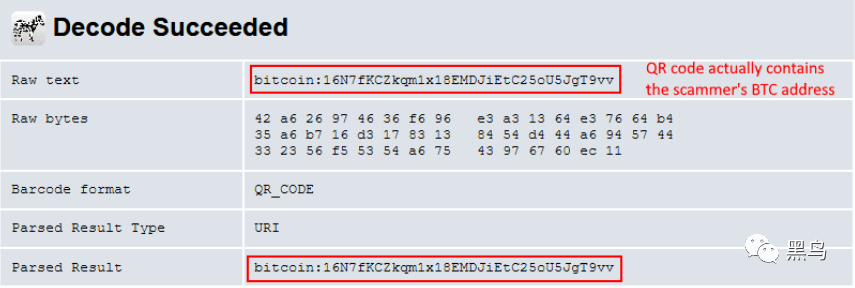 Decode Succeeded
Raw text bitcoin:16N7fKCZkqm1x18EMDJiEtC25oU5JgT9vv
QR code actually contains
the scammer's BTC address
Raw bytes 42 a6 26 97 46 36 f6 96 e3 a3 13 64 e3 76 64 b4
35 a6 b7 16 d3 17 83 13 84 54 d4 44 a6 94 57 44
33 23 56 f5 53 54 a6 75 43 97 67 60 ec 11
Barcode format QR_CODE
Parsed Result Type URI
Parsed Result bitcoin:16N7fKCZkqm1x18EMDJiEtC25oU5JgT9vv
黑鸟